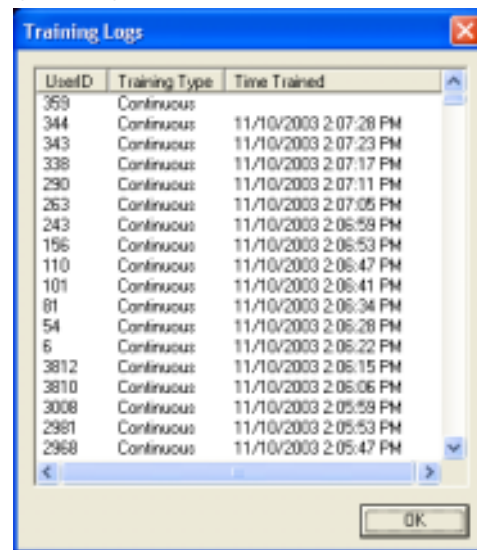 Training Logs
UserID Training Type Time Trained
359 Continuous
344 Continuous 11/10/2003 2:07:28 PM
343 Continuous 11/10/2003 2:07:23 PM
338 Continuous 11/10/2003 2:07:17 PM
290 Continuous 11/10/2003 2:07:11 PM
263 Continuous 11/10/2003 2:07:05 PM
243 Continuous 11/10/2003 2:06:59 PM
156 Continuous 11/10/2003 2:06:53 PM
110 Continuous 11/10/2003 2:06:47 PM
101 Continuous 11/10/2003 2:06:41 PM
81 Continuous 11/10/2003 2:06:34 PM
54 Continuous 11/10/2003 2:06:28 PM
6 Continuous 11/10/2003 2:06:22 PM
3812 Continuous 11/10/2003 2:06:15 PM
3810 Continuous 11/10/2003 2:06:06 PM
3008 Continuous 11/10/2003 2:05:59 PM
2981 Continuous 11/10/2003 2:05:53 PM
2968 Continuous 11/10/2003 2:05:47 PM
OK